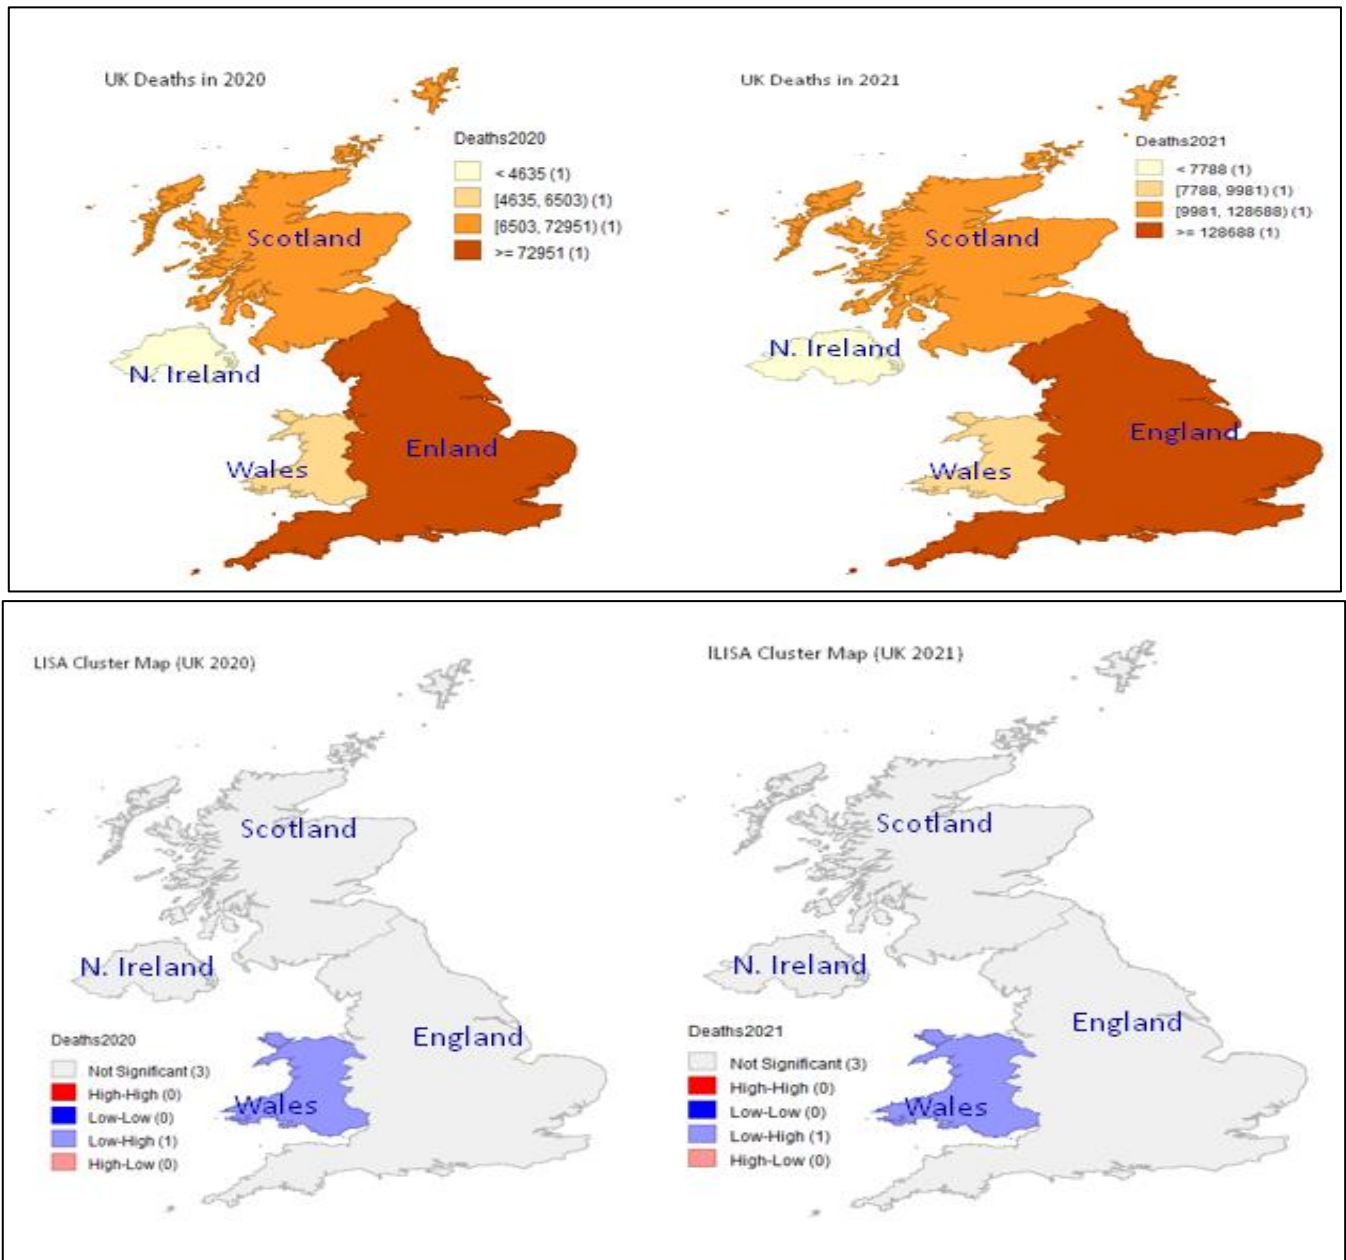 UK Deaths in 2020
Deaths2020
< 4635 (1)
[4635, 6503) (1)
[6503, 72951) (1)
>= 72951 (1)
Scotland
N. Ireland
Enland
Wales
UK Deaths in 2021
Deaths2021
< 7788 (1)
[7788, 9981) (1)
[9981, 128688) (1)
>= 128688 (1)
Scotland
N. Ireland
England
Wales
LISA Cluster Map (UK 2020)
Scotland
N. Ireland
England
Deaths2020
Not Significant (3)
High-High (0)
Low-Low (0)
Low-High (1)
High-Low (0)
Wales
lLISA Cluster Map (UK 2021)
Scotland
N. Ireland
England
Deaths2021
Not Significant (3)
High-High (0)
Low-Low (0)
Low-High (1)
High-Low (0)
Wales